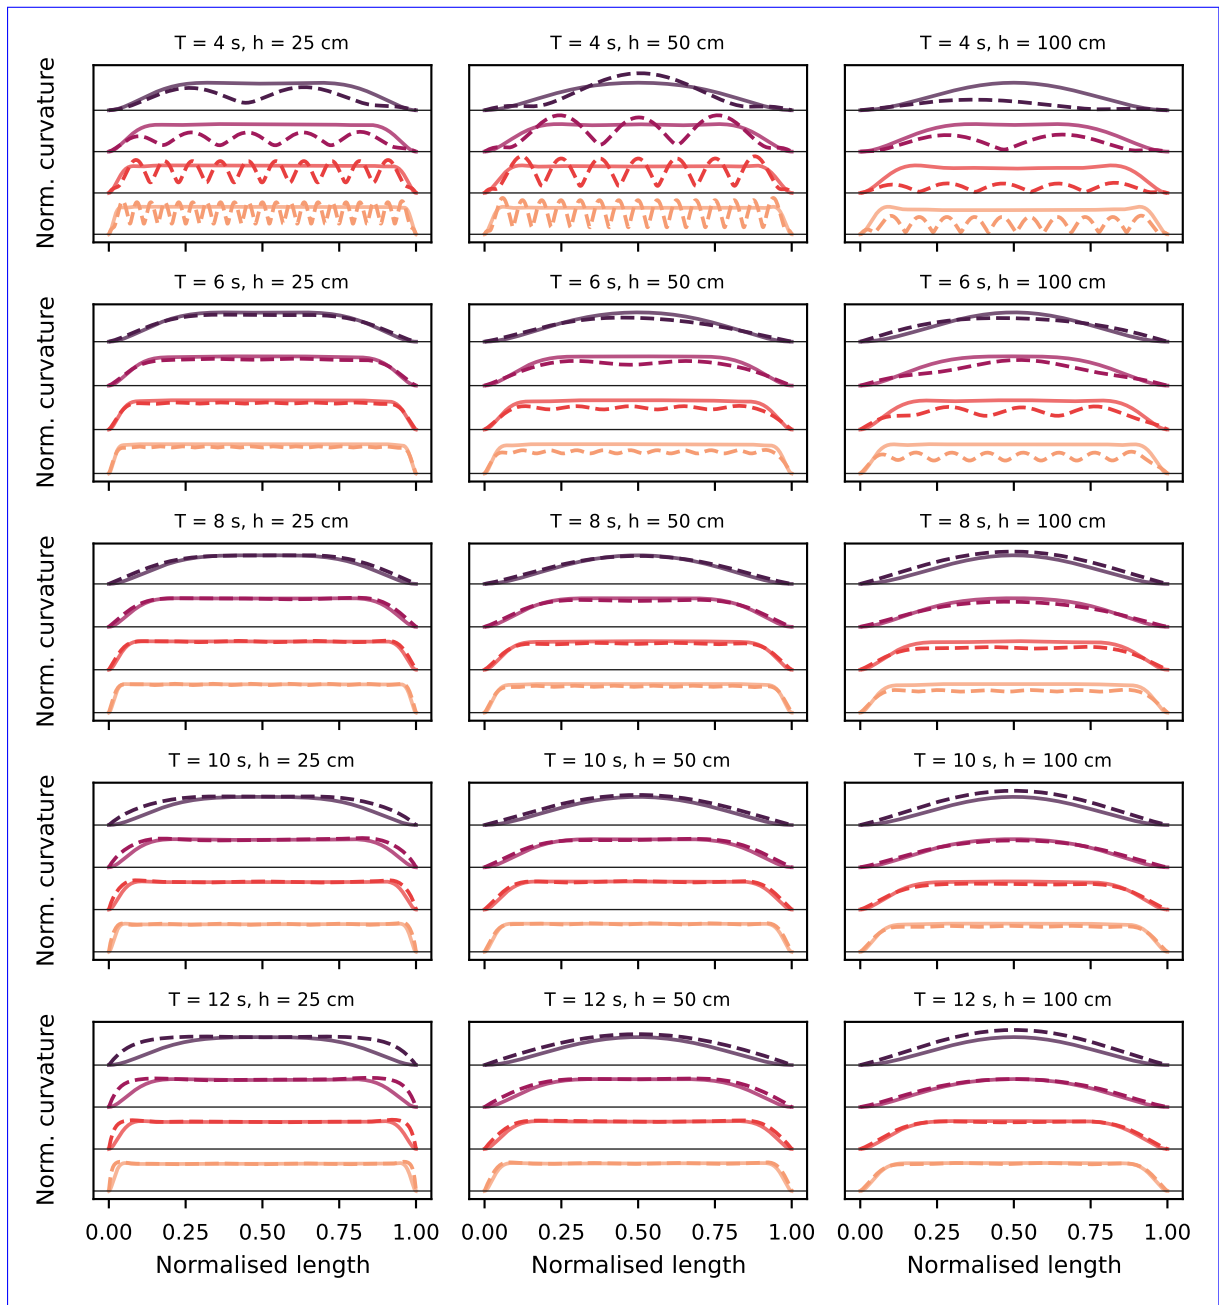 T = 4 s, h = 25 cm
T = 4 s, h = 50 cm
T = 4 s, h = 100 cm
Norm. curvature
T = 6 s, h = 25 cm
T = 6 s, h = 50 cm
T = 6 s, h = 100 cm
Norm. curvature
T = 8 s, h = 25 cm
T = 8 s, h = 50 cm
T = 8 s, h = 100 cm
Norm. curvature
T = 10 s, h = 25 cm
T = 10 s, h = 50 cm
T = 10 s, h = 100 cm
Norm. curvature
T = 12 s, h = 25 cm
T = 12 s, h = 50 cm
T = 12 s, h = 100 cm
Norm. curvature
0.00 0.25 0.50 0.75 1.00
0.00 0.25 0.50 0.75 1.00
0.00 0.25 0.50 0.75 1.00
Normalised length
Normalised length
Normalised length